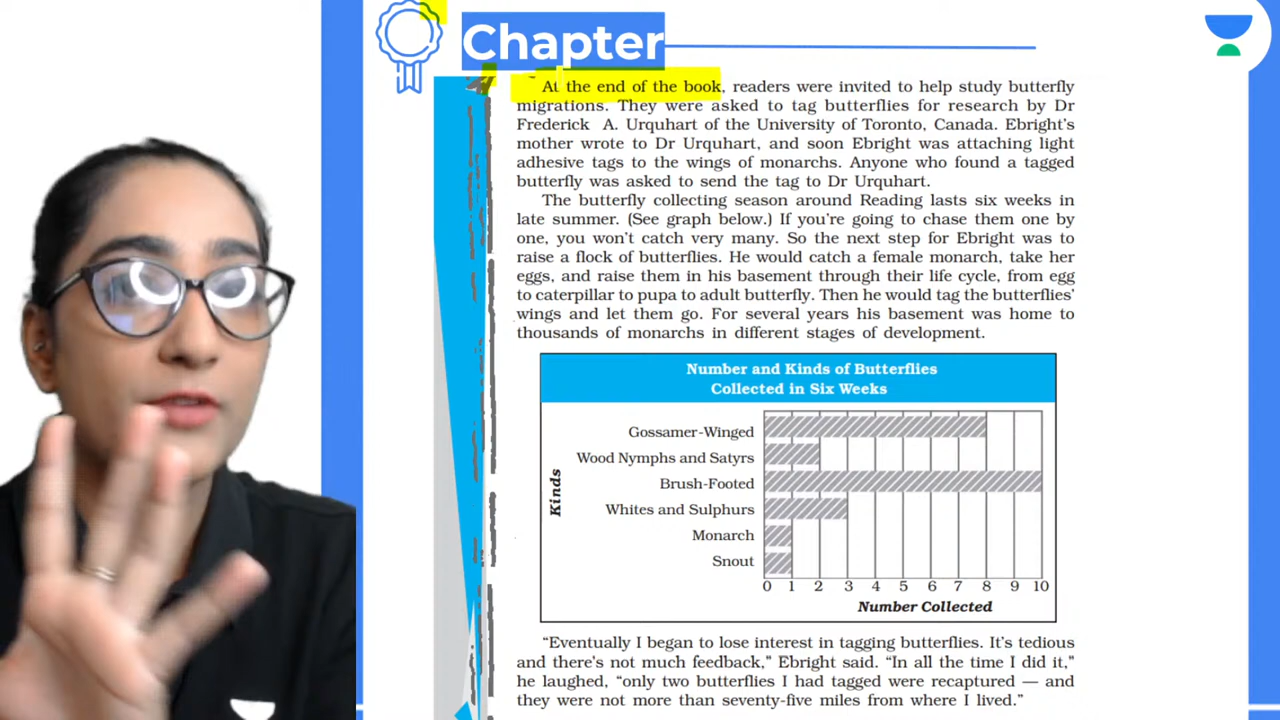 Chapter
At the end of the book, readers were invited to help study butterfly
migrations. They were asked to tag butterflies for research by Dr
Frederick A. Urquhart of the University of Toronto, Canada. Ebright's
mother wrote to Dr Urquhart, and soon Ebright was attaching light
adhesive tags to the wings of monarchs. Anyone who found a tagged
butterfly was asked to send the tag to Dr Urquhart.
The butterfly collecting season around Reading lasts six weeks in
late summer. (See graph below.) If you're going to chase them one by
one, you won't catch very many. So the next step for Ebright was to
raise a flock of butterflies. He would catch a female monarch, take her
eggs, and raise them in his basement through their life cycle, from egg
to caterpillar to pupa to adult butterfly. Then he would tag the butterflies'
wings and let them go. For several years his basement was home to
thousands of monarchs in different stages of development.
Number and Kinds of Butterflies
Collected in Six Weeks
Kinds
Gossamer-Winged
Wood Nymphs and Satyrs
Brush-Footed
Whites and Sulphurs
Monarch
Snout
0 1 2 3 4 5 6 7 8 9 10
Number Collected
"Eventually I began to lose interest in tagging butterflies. It's tedious
and there's not much feedback," Ebright said. "In all the time I did it,"
he laughed, "only two butterflies I had tagged were recaptured — and
they were not more than seventy-five miles from where I lived."